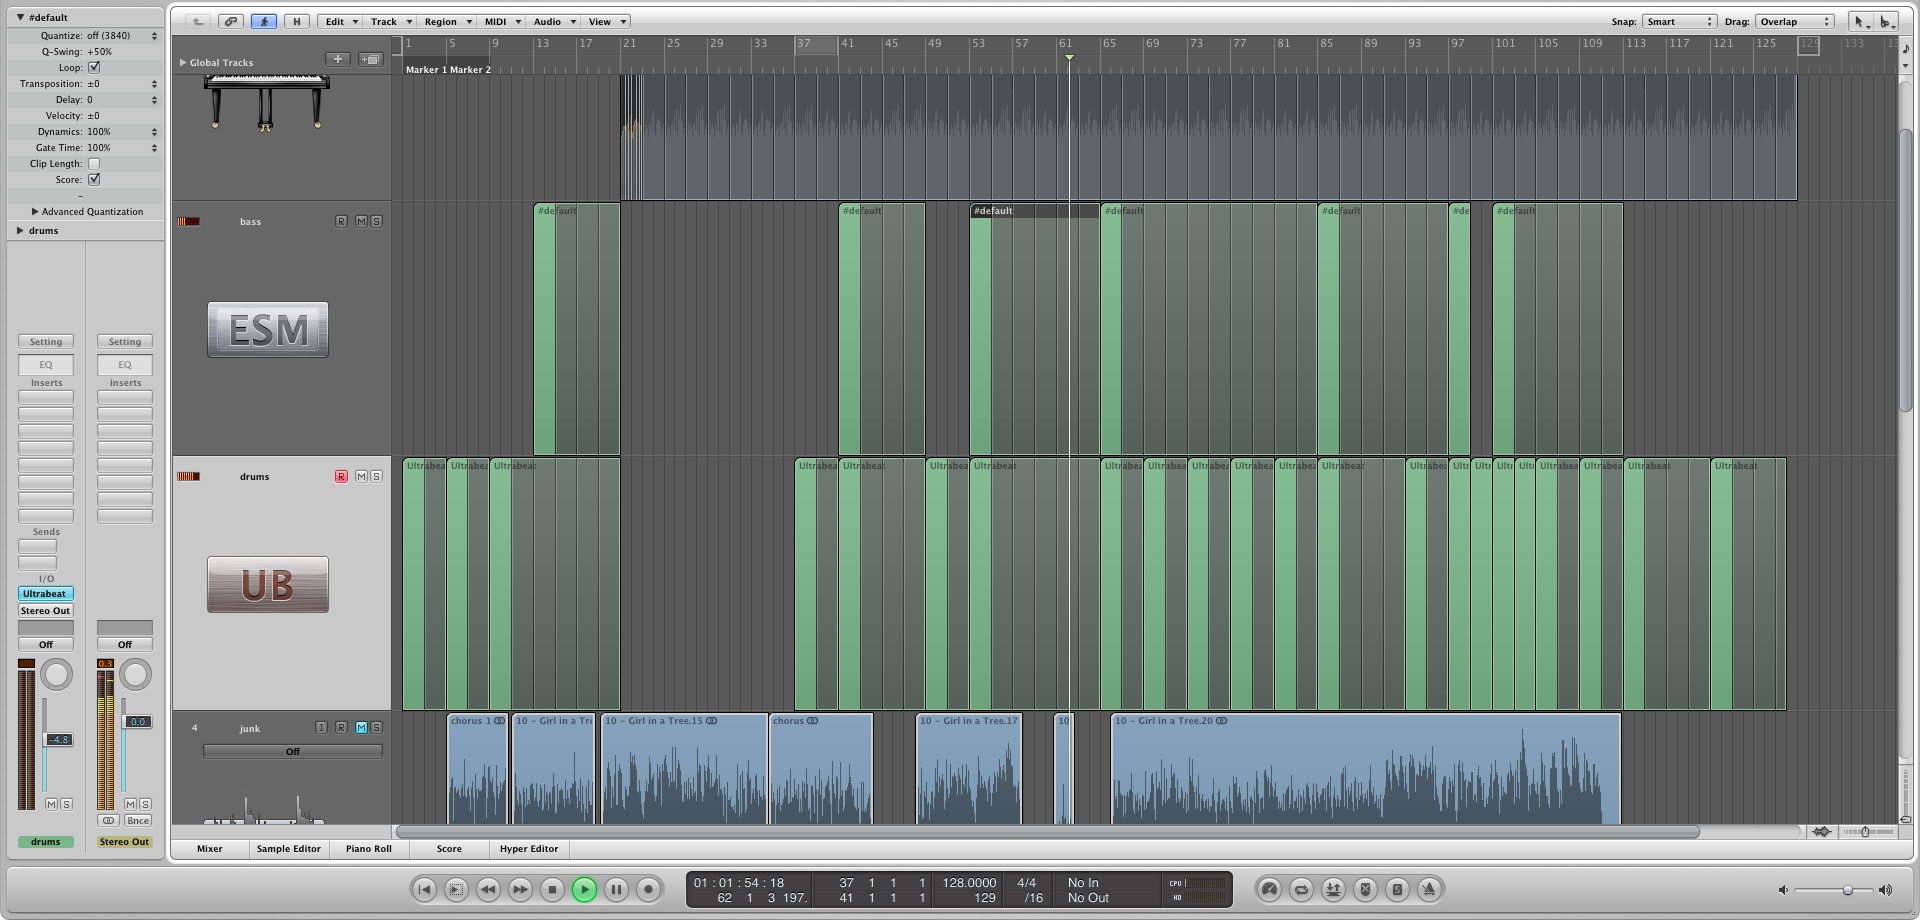 #default
Quantize: off (3840)
Q-Swing: +50%
Loop:
Transposition: ±0
Delay: 0
Velocity: ±0
Dynamics: 100%
Gate Time: 100%
Clip Length:
Score:
–
Advanced Quantization
drums
Setting Setting
EQ EQ
Inserts Inserts
Sends
I/O
Ultrabeat
Stereo Out
Off Off
0.3
0.0
-4.8
M S M S
Bnce
drums Stereo Out
H Edit Track Region MIDI Audio View Snap: Smart Drag: Overlap
1 5 9 13 17 21 25 29 33 37 41 45 49 53 57 61 65 69 73 77 81 85 89 93 97 101 105 109 113 117 121 125 129 133
Global Tracks
Marker 1 Marker 2
bass R M S
#default #default #default #default #default #de #default
ESM
drums R M S
Ultrabea Ultrabea Ultrabeat Ultrabea Ultrabeat Ultrabea Ultrabeat Ultrabea Ultrabea Ultrabea Ultrabea Ultrabea Ultrabeat Ultrabea Ultr Ultr Ultr Ultr Ultrabea Ultrabea Ultrabeat Ultrabeat
UB
4 junk I R M
Off
chorus 1 10 – Girl in a Tre 10 – Girl in a Tree.15 chorus 10 – Girl in a Tree.17 10 10 – Girl in a Tree.20
Mixer Sample Editor Piano Roll Score Hyper Editor
01 : 01 : 54 : 18 37 1 1 1 128.0000 4/4 No In CPU
62 1 3 197. 41 1 1 1 129 /16 No Out HD